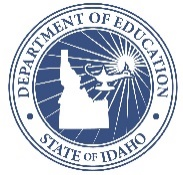 DEPARTMENT OF EDUCATION
STATE OF IDAHO